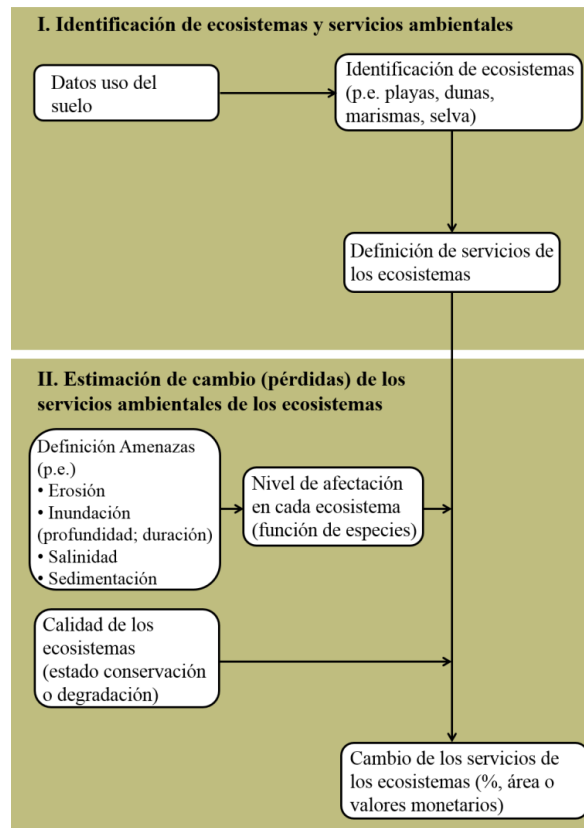 I. Identificación de ecosistemas y servicios ambientales
Datos uso del
suelo
Identificación de ecosistemas
(p.e. playas, dunas,
marismas, selva)
Definición de servicios de
los ecosistemas
II. Estimación de cambio (pérdidas) de los
servicios ambientales de los ecosistemas
Definición Amenazas
(p.e.)
• Erosión
• Inundación
(profundidad; duración)
• Salinidad
• Sedimentación
Nivel de afectación
en cada ecosistema
(función de especies)
Calidad de los
ecosistemas
(estado conservación
o degradación)
Cambio de los servicios de
los ecosistemas (%, área o
valores monetarios)